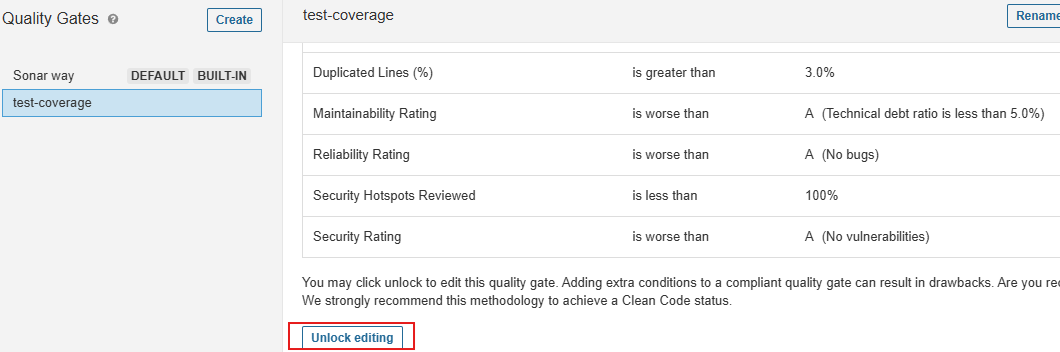 Quality Gates ?
Create
Sonar way DEFAULT BUILT-IN
test-coverage
test-coverage
Rename
Duplicated Lines (%) is greater than 3.0%
Maintainability Rating is worse than A (Technical debt ratio is less than 5.0%)
Reliability Rating is worse than A (No bugs)
Security Hotspots Reviewed is less than 100%
Security Rating is worse than A (No vulnerabilities)
You may click unlock to edit this quality gate. Adding extra conditions to a compliant quality gate can result in drawbacks. Are you re
We strongly recommend this methodology to achieve a Clean Code status.
Unlock editing